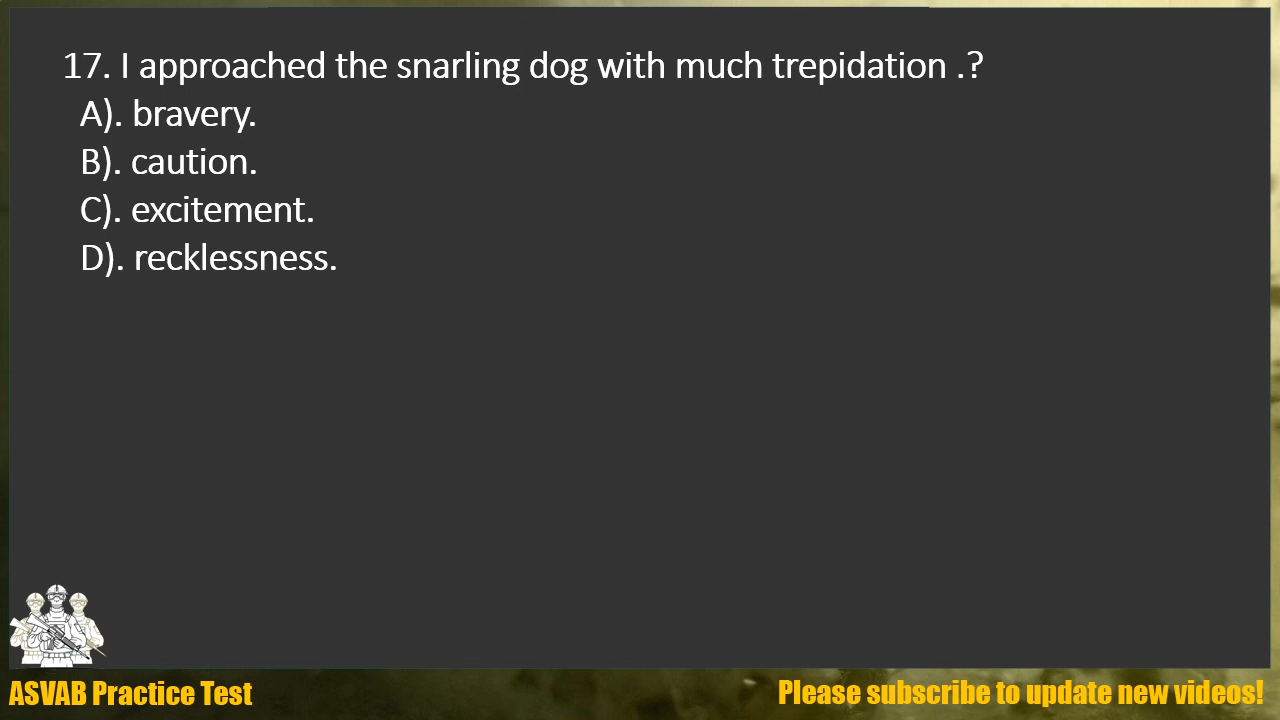 17. I approached the snarling dog with much trepidation .?
A). bravery.
B). caution.
C). excitement.
D). recklessness.
ASVAB Practice Test
Please subscribe to update new videos!